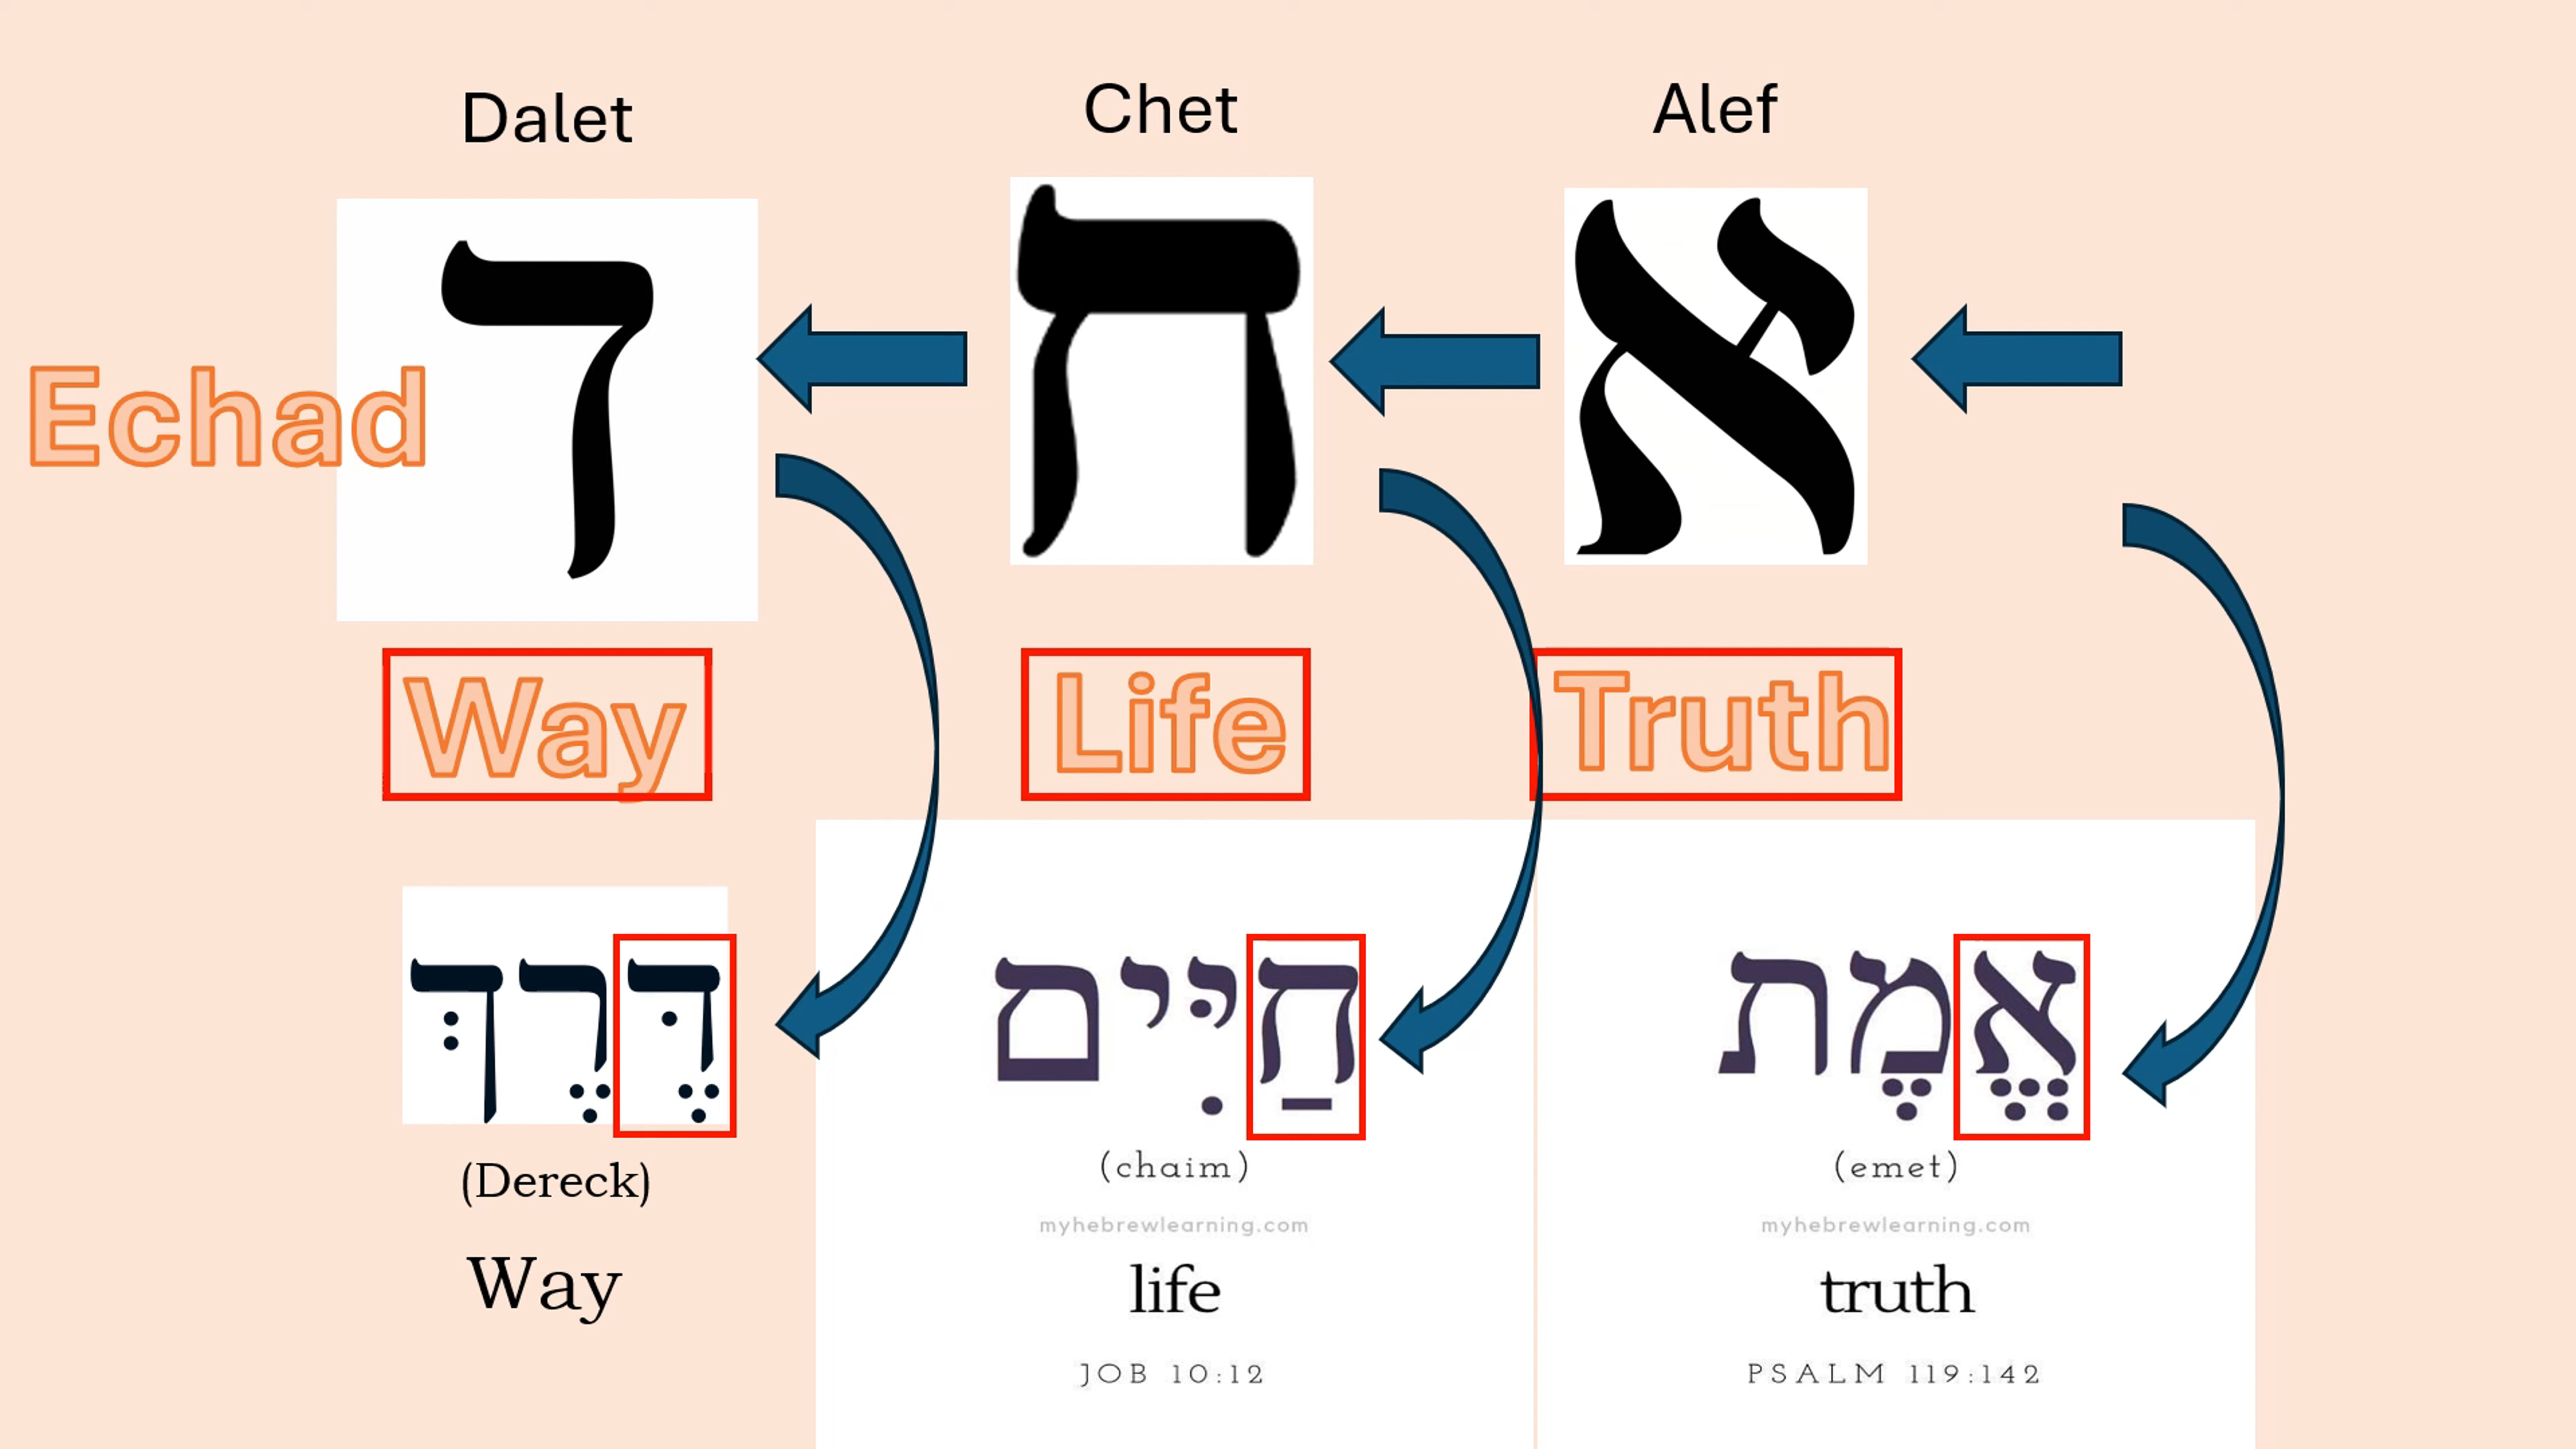 Dalet
Chet
Alef
ד
ח
א
Echad
Way
Life
Truth
דֶּרֶךְ
חַיִּים
אֱמֶת
(Dereck)
(chaim)
(emet)
myhebrewlearning.com
myhebrewlearning.com
Way
life
truth
JOB 10:12
PSALM 119:142